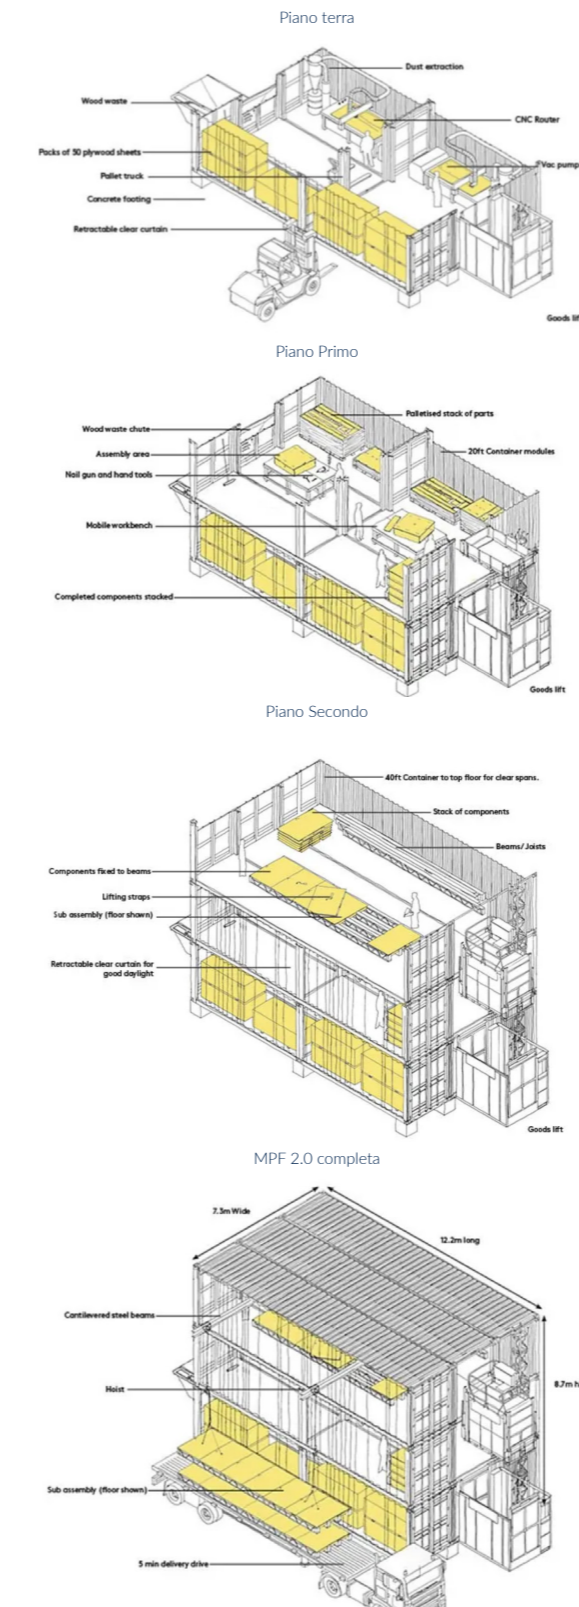 Piano terra
Dust extraction
Wood waste
CNC Router
Packs of 50 plywood sheets
Vac pump
Pallet truck
Concrete footing
Retractable clear curtain
Goods lif
Piano Primo
Palletised stack of parts
Wood waste chute
20ft Container modules
Assembly area
Nail gun and hand tools
Mobile workbench
Completed components stacked
Goods lift
Piano Secondo
40ft Container to top floor for clear spans.
Stack of components
Beams/Joists
Components fixed to beams
Lifting straps
Sub assembly (floor shown)
Retractable clear curtain for
good daylight
Goods lift
MPF 2.0 completa
7.3m Wide
12.2m long
Cantilevered steel beams
8.7m h
Hoist
Sub assembly (floor shown)
5 min delivery drive